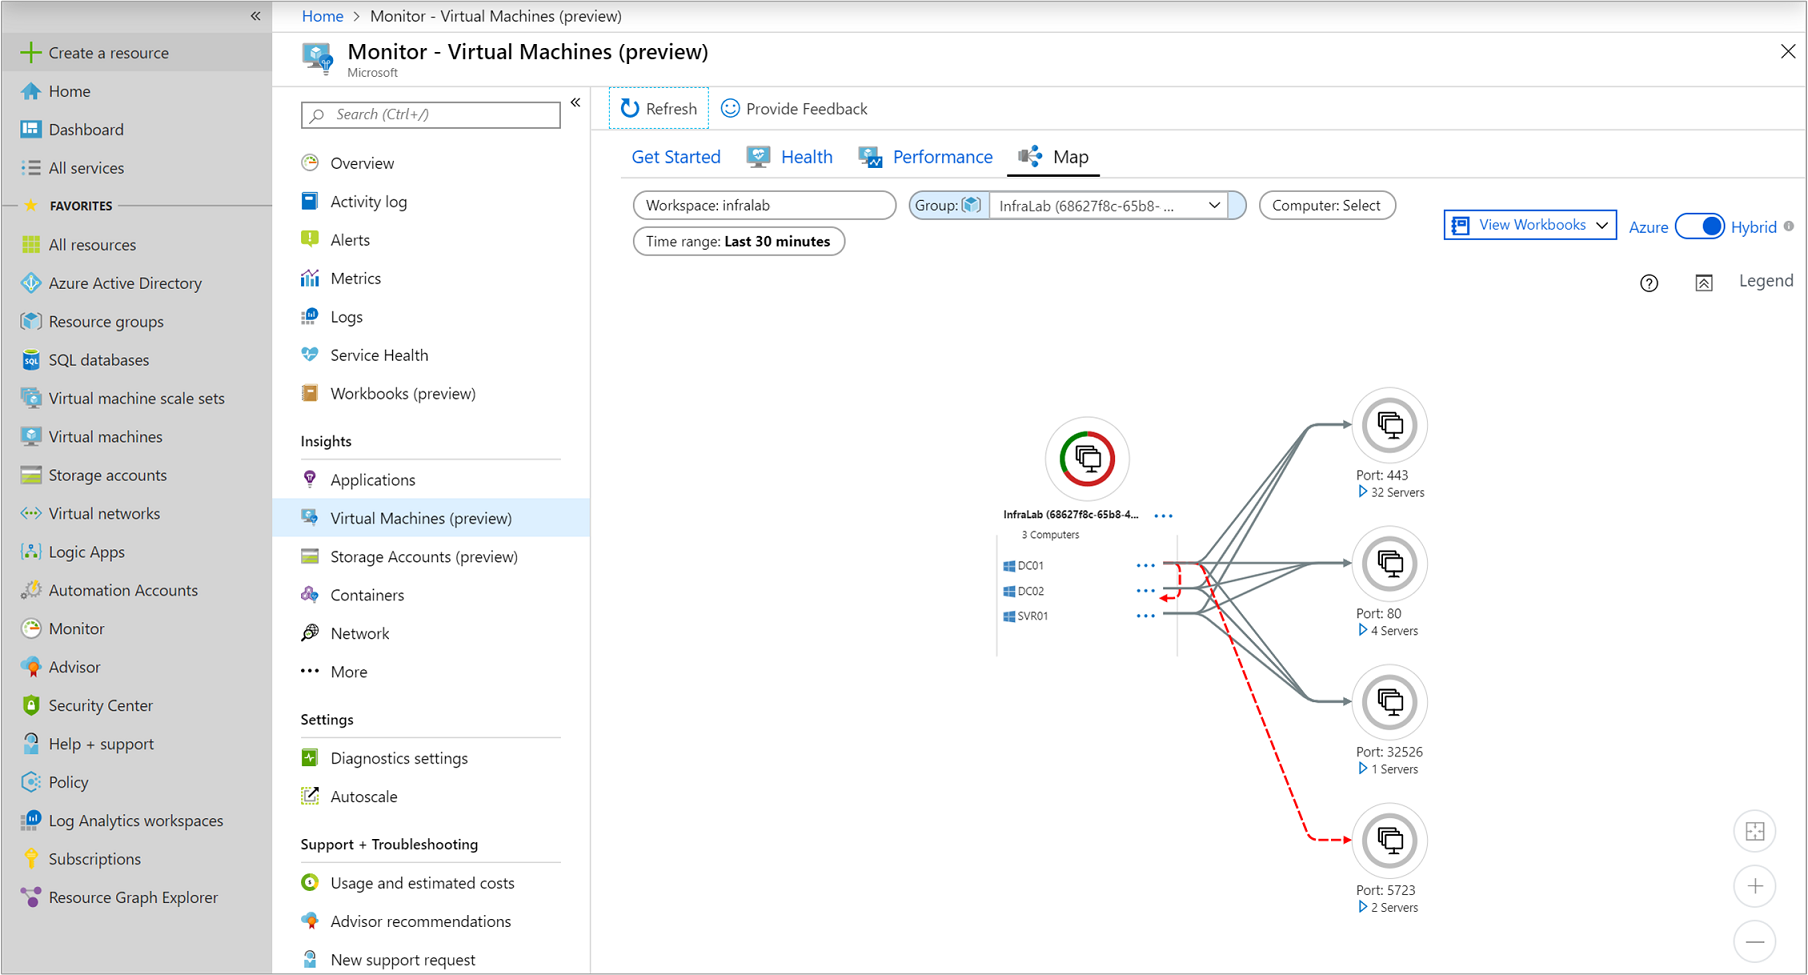 Home > Monitor - Virtual Machines (preview)
Monitor - Virtual Machines (preview)
Microsoft
Create a resource
Home
Dashboard
All services
FAVORITES
All resources
Azure Active Directory
Resource groups
SQL databases
Virtual machine scale sets
Virtual machines
Storage accounts
Virtual networks
Logic Apps
Automation Accounts
Monitor
Advisor
Security Center
Help + support
Policy
Log Analytics workspaces
Subscriptions
Resource Graph Explorer
Search (Ctrl+/)
Overview
Activity log
Alerts
Metrics
Logs
Service Health
Workbooks (preview)
Insights
Applications
Virtual Machines (preview)
Storage Accounts (preview)
Containers
Network
More
Settings
Diagnostics settings
Autoscale
Support + Troubleshooting
Usage and estimated costs
Advisor recommendations
New support request
Refresh Provide Feedback
Get Started Health Performance Map
Workspace: infralab Group: InfraLab (68627f8c-65b8- ... Computer: Select
Time range: Last 30 minutes
View Workbooks Azure Hybrid
Legend
InfraLab (68627f8c-65b8-4...
3 Computers
DC01
DC02
SVR01
Port: 443
32 Servers
Port: 80
4 Servers
Port: 32526
1 Servers
Port: 5723
2 Servers